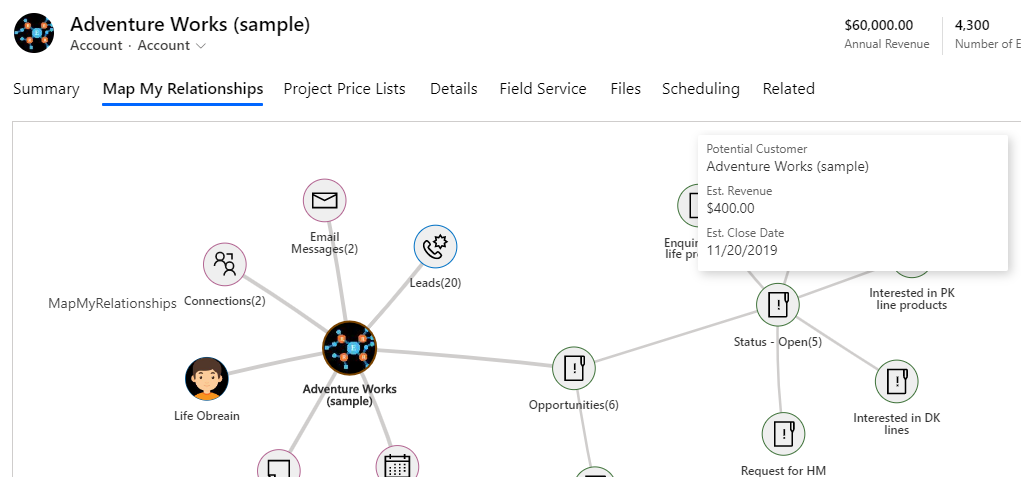 Adventure Works (sample)
Account · Account
$60,000.00
Annual Revenue
4,300
Number of E
Summary
Map My Relationships
Project Price Lists
Details
Field Service
Files
Scheduling
Related
Potential Customer
Adventure Works (sample)
Est. Revenue
$400.00
Est. Close Date
11/20/2019
Email
Messages(2)
Leads(20)
Connections(2)
MapMyRelationships
Enquir
life pr
Interested in PK
line products
Status - Open(5)
Adventure Works
(sample)
Life Obreain
Opportunities(6)
Interested in DK
lines
Request for HM